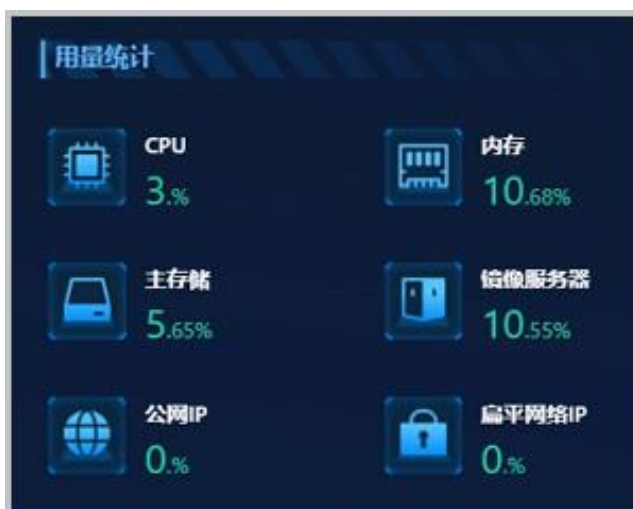 用量统计
CPU
3.%
内存
10.68%
主存储
5.65%
镜像服务器
10.55%
公网IP
0.%
扁平网络IP
0.%